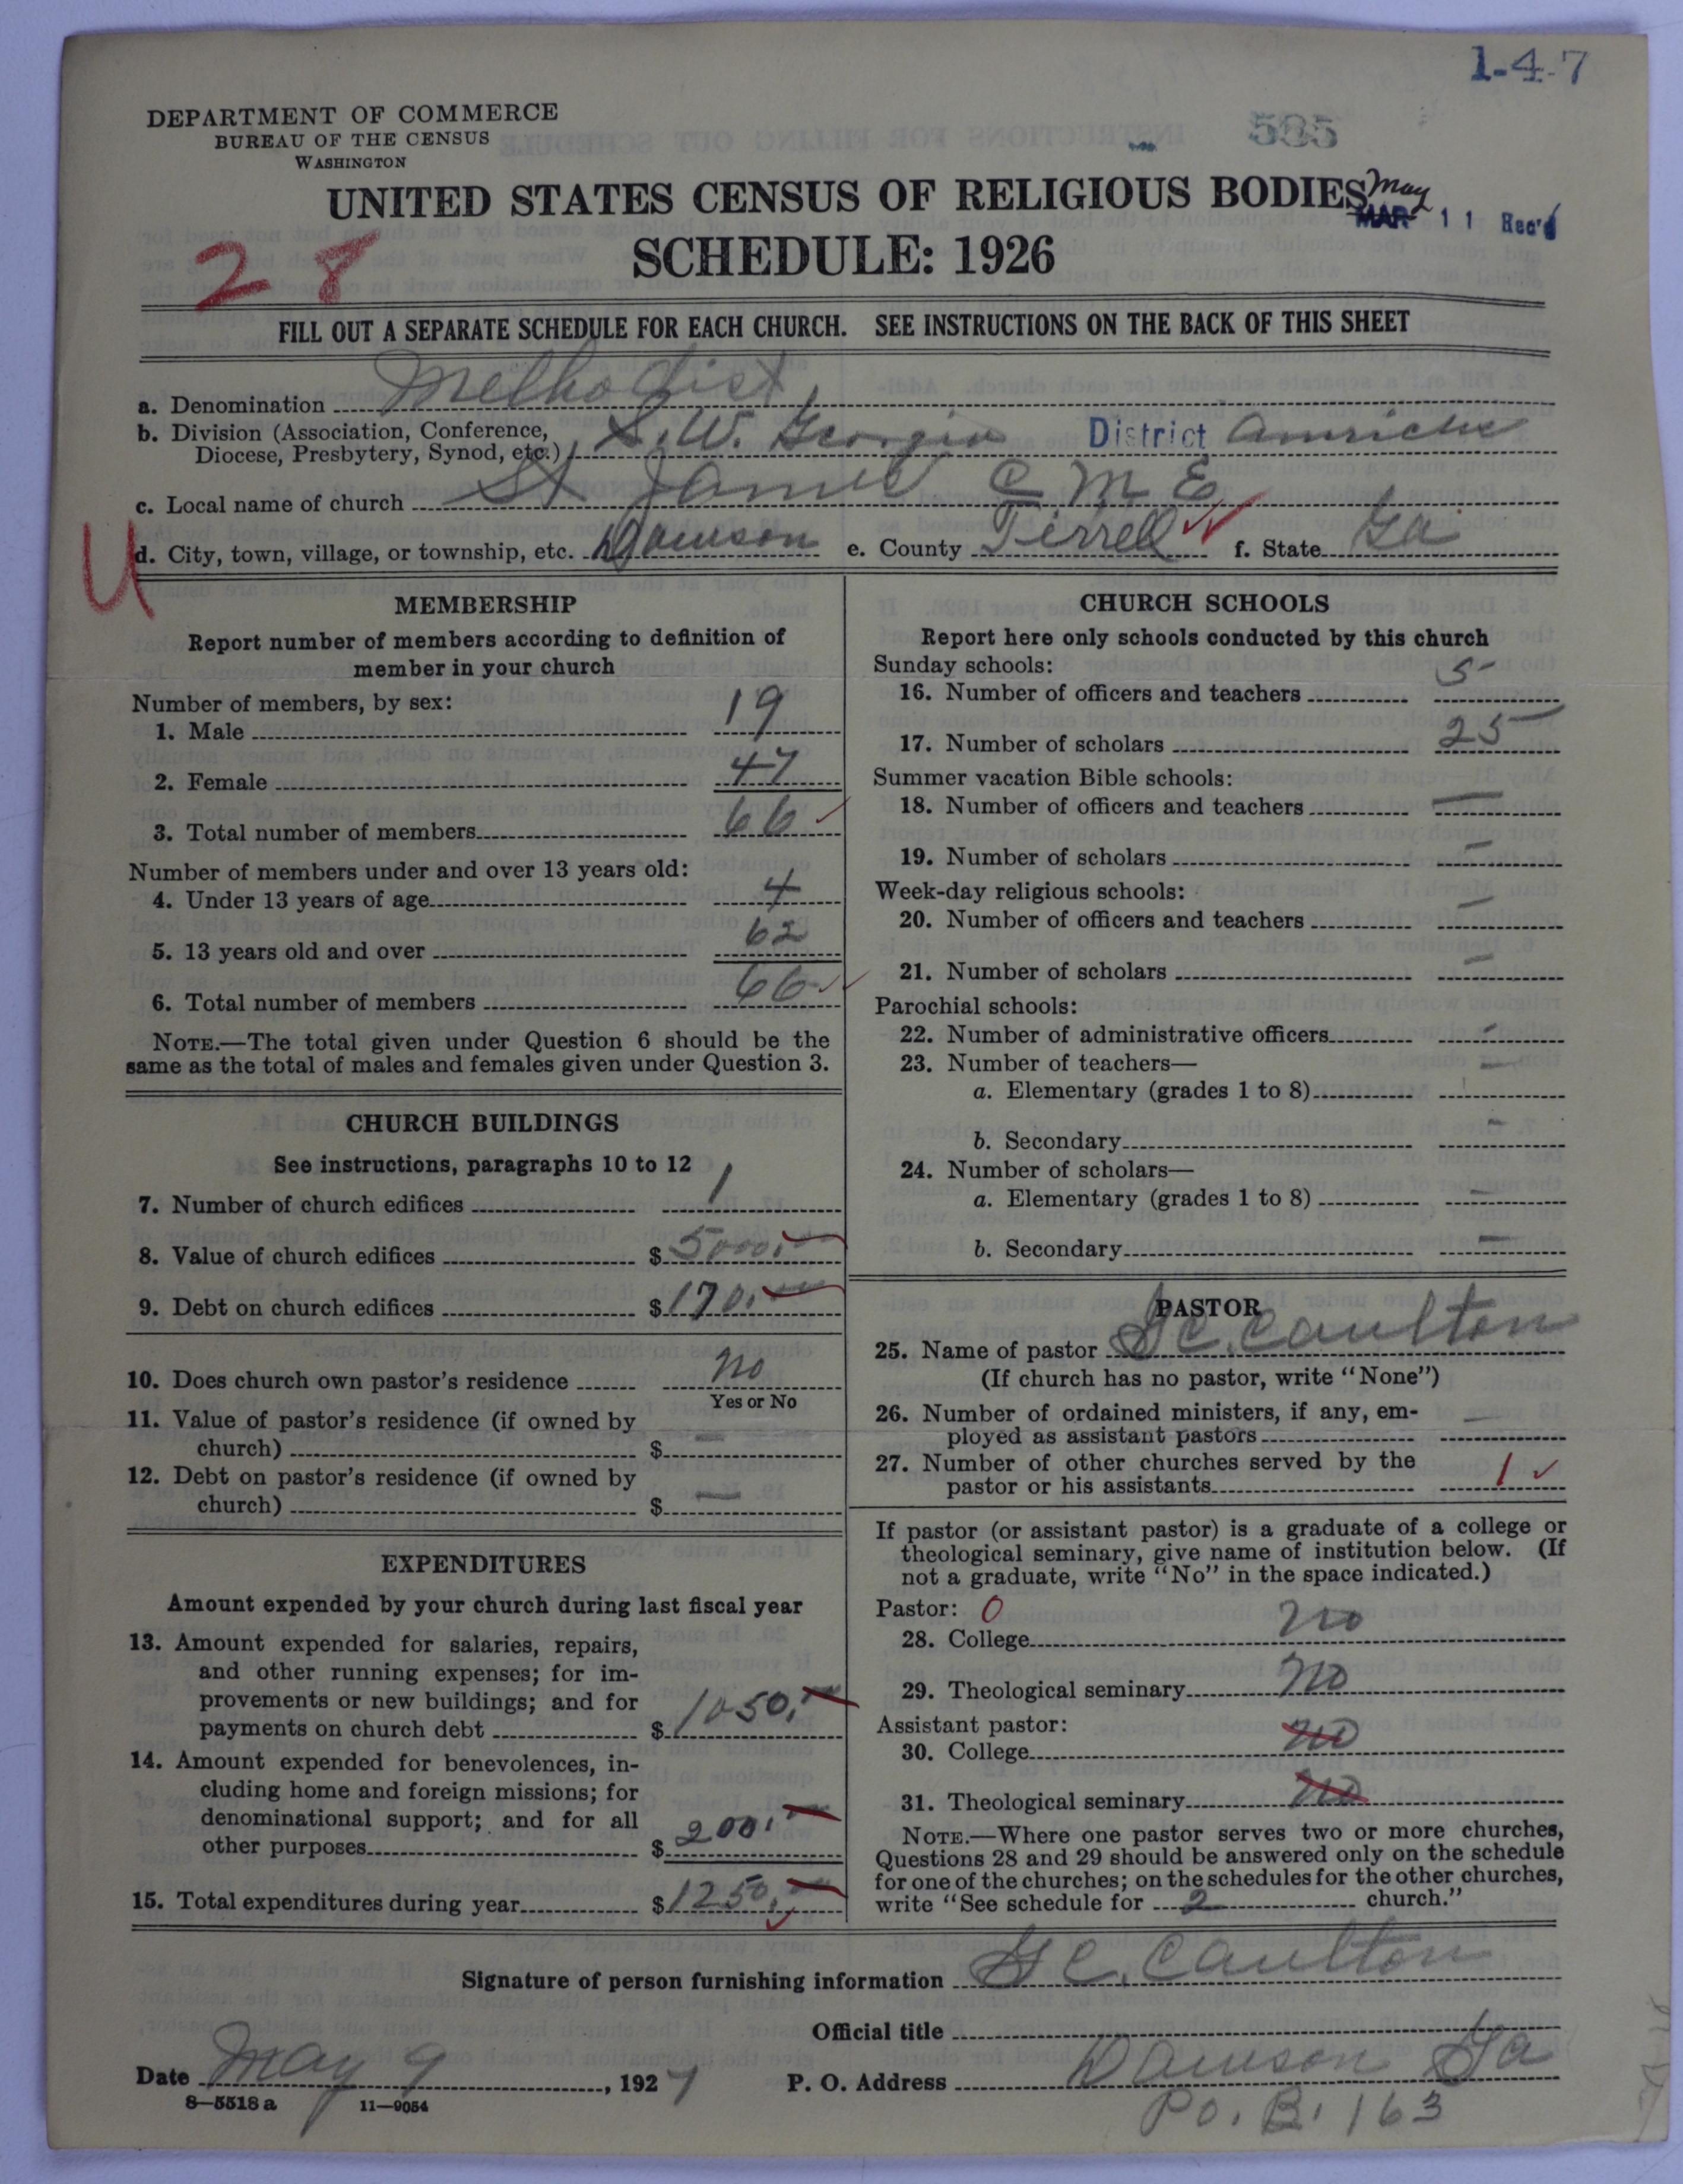 1-4-7
DEPARTMENT OF COMMERCE
BUREAU OF THE CENSUS
WASHINGTON
585
UNITED STATES CENSUS OF RELIGIOUS BODIES
May
MAR 11 Rec'd
SCHEDULE: 1926
28
FILL OUT A SEPARATE SCHEDULE FOR EACH CHURCH. SEE INSTRUCTIONS ON THE BACK OF THIS SHEET
a. Denomination Methodist
b. Division (Association, Conference, Diocese, Presbytery, Synod, etc.) S.W. Georgia District
c. Local name of church St James C M E
U
d. City, town, village, or township, etc. Dawson e. County Terrell f. State Ga
MEMBERSHIP
Report number of members according to definition of
member in your church
Number of members, by sex:
1. Male 19
2. Female 47
3. Total number of members 66
Number of members under and over 13 years old:
4. Under 13 years of age 4
5. 13 years old and over 62
6. Total number of members 66
NOTE.—The total given under Question 6 should be the
same as the total of males and females given under Question 3.
CHURCH BUILDINGS
See instructions, paragraphs 10 to 12
7. Number of church edifices 1
8. Value of church edifices $5000.00
9. Debt on church edifices $170.00
10. Does church own pastor's residence No
Yes or No
11. Value of pastor's residence (if owned by
church) $ —
12. Debt on pastor's residence (if owned by
church) $ —
EXPENDITURES
Amount expended by your church during last fiscal year
13. Amount expended for salaries, repairs,
and other running expenses; for im-
provements or new buildings; and for
payments on church debt $1050.00
14. Amount expended for benevolences, in-
cluding home and foreign missions; for
denominational support; and for all
other purposes $200.00
15. Total expenditures during year $1250.00
CHURCH SCHOOLS
Report here only schools conducted by this church
Sunday schools:
16. Number of officers and teachers 5
17. Number of scholars 25
Summer vacation Bible schools:
18. Number of officers and teachers —
19. Number of scholars —
Week-day religious schools:
20. Number of officers and teachers —
21. Number of scholars —
Parochial schools:
22. Number of administrative officers —
23. Number of teachers—
a. Elementary (grades 1 to 8) —
b. Secondary —
24. Number of scholars—
a. Elementary (grades 1 to 8) —
b. Secondary —
PASTOR
25. Name of pastor C. Caulton
(If church has no pastor, write "None")
26. Number of ordained ministers, if any, em-
ployed as assistant pastors —
27. Number of other churches served by the
pastor or his assistants 1
If pastor (or assistant pastor) is a graduate of a college or
theological seminary, give name of institution below. (If
not a graduate, write "No" in the space indicated.)
Pastor: 0
28. College No
29. Theological seminary No
Assistant pastor:
30. College No
31. Theological seminary No
NOTE.—Where one pastor serves two or more churches,
Questions 28 and 29 should be answered only on the schedule
for one of the churches; on the schedules for the other churches,
write "See schedule for 2 church."
Signature of person furnishing information C. Caulton
Official title
Date May 9, 1927 P. O. Address Dawson Ga
8—5518 a 11—9054
P.O. B. 163